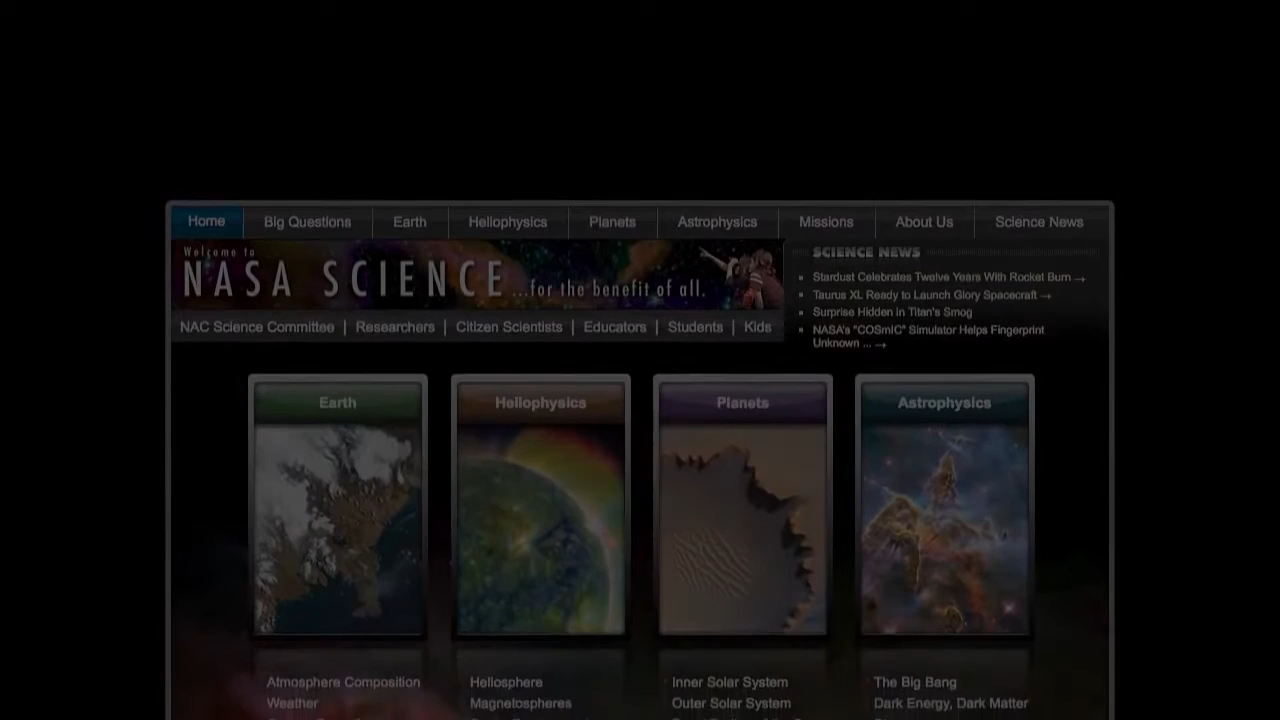 Home Big Questions Earth Heliophysics Planets Astrophysics Missions About Us Science News
Welcome to
NASA SCIENCE ...for the benefit of all.
NAC Science Committee | Researchers | Citizen Scientists | Educators | Students | Kids
SCIENCE NEWS
Stardust Celebrates Twelve Years With Rocket Burn →
Taurus XL Ready to Launch Glory Spacecraft →
Surprise Hidden in Titan's Smog
NASA's "COSmIC" Simulator Helps Fingerprint
Unknown ... →
Earth Heliophysics Planets Astrophysics
Atmosphere Composition Heliosphere Inner Solar System The Big Bang
Weather Magnetospheres Outer Solar System Dark Energy, Dark Matter